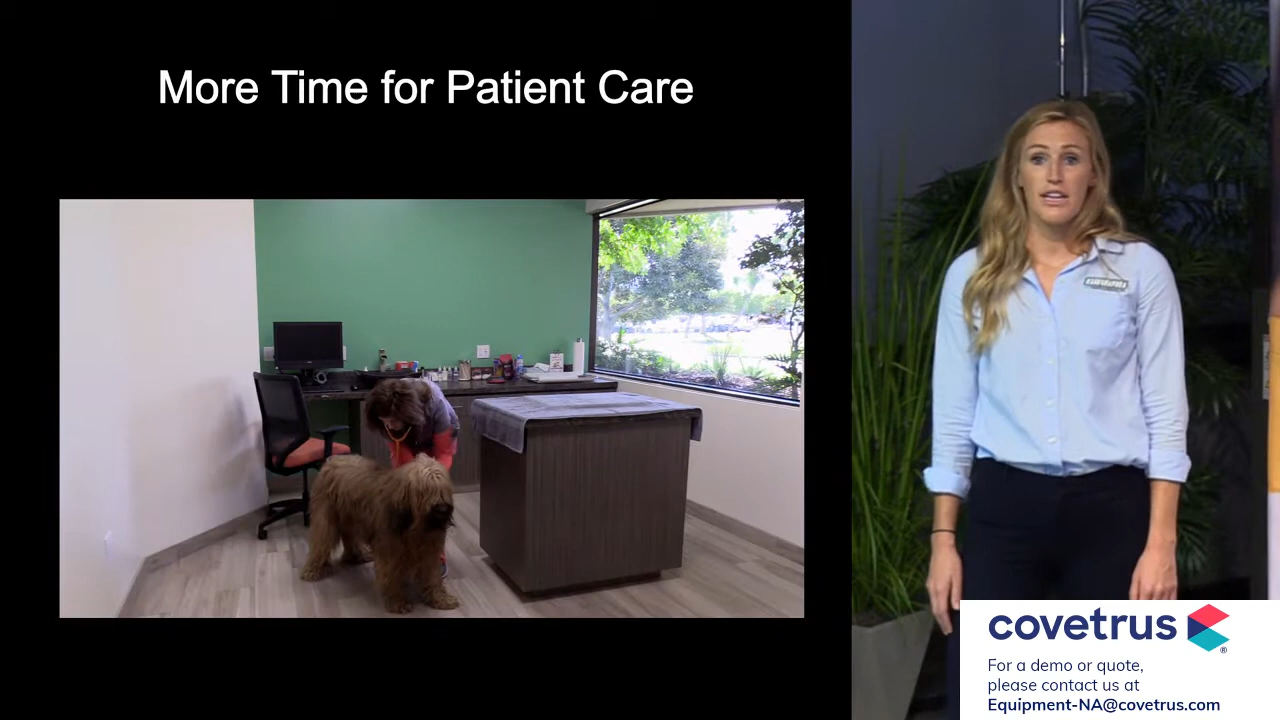 More Time for Patient Care
covetrus
For a demo or quote,
please contact us at
Equipment-NA@covetrus.com